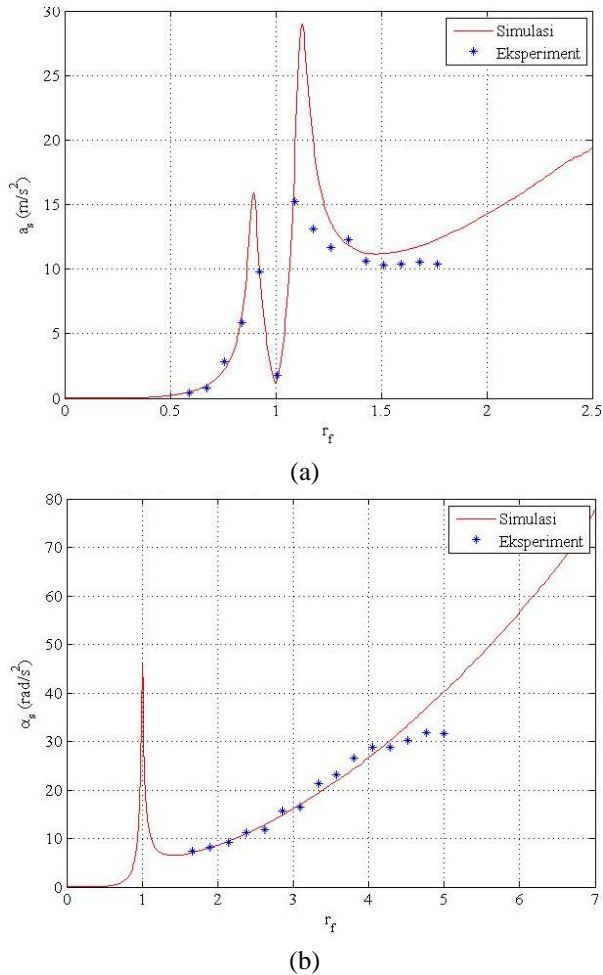 30
25
20
15
10
5
0
a_s (m/s²)
Simulasi
Eksperiment
0 0.5 1 1.5 2 2.5
r_f
(a)
80
70
60
50
40
30
20
10
0
α_s (rad/s²)
Simulasi
Eksperiment
0 1 2 3 4 5 6 7
r_f
(b)